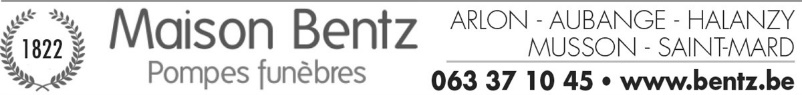 1822
Maison Bentz
Pompes funèbres
ARLON - AUBANGE - HALANZY
MUSSON - SAINT-MARD
063 37 10 45 • www.bentz.be